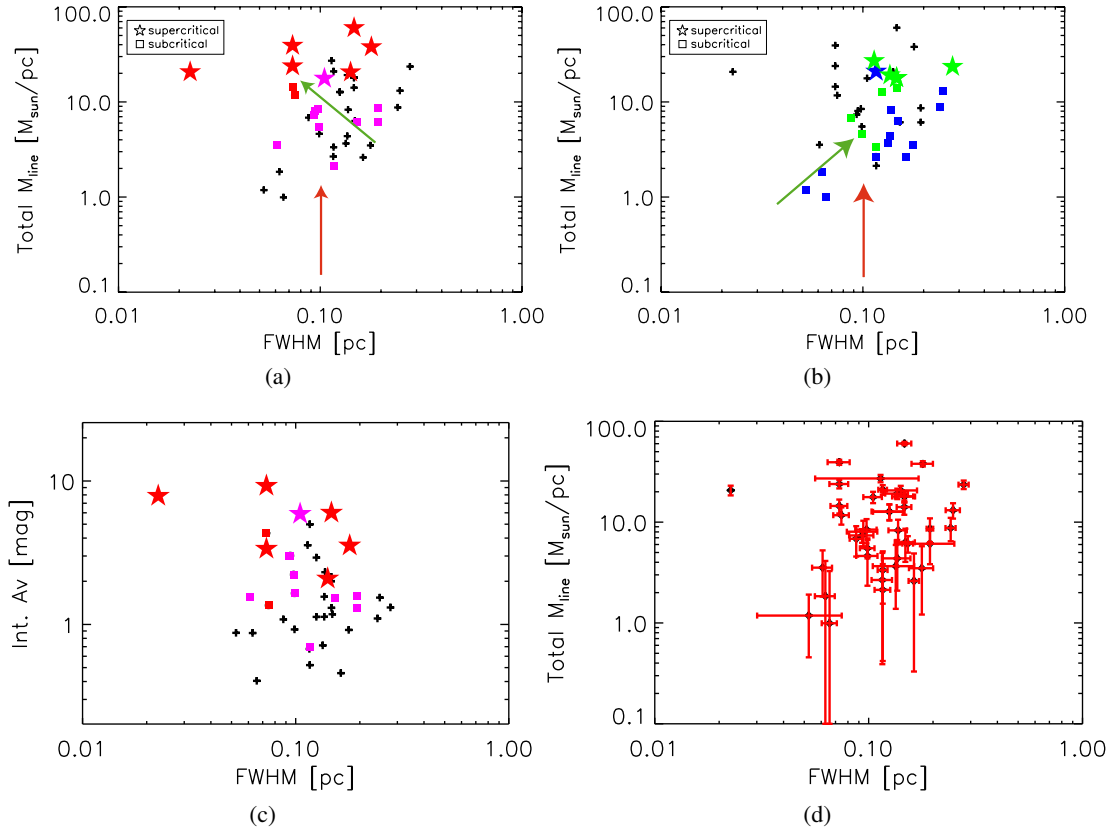 supercritical
subcritical
Total M_line [M_sun/pc]
100.0
10.0
1.0
0.1
0.01
0.10
1.00
FWHM [pc]
(a)
supercritical
subcritical
Total M_line [M_sun/pc]
100.0
10.0
1.0
0.1
0.01
0.10
1.00
FWHM [pc]
(b)
Int. Av [mag]
10
1
0.01
0.10
1.00
FWHM [pc]
(c)
Total M_line [M_sun/pc]
100.0
10.0
1.0
0.1
0.01
0.10
1.00
FWHM [pc]
(d)